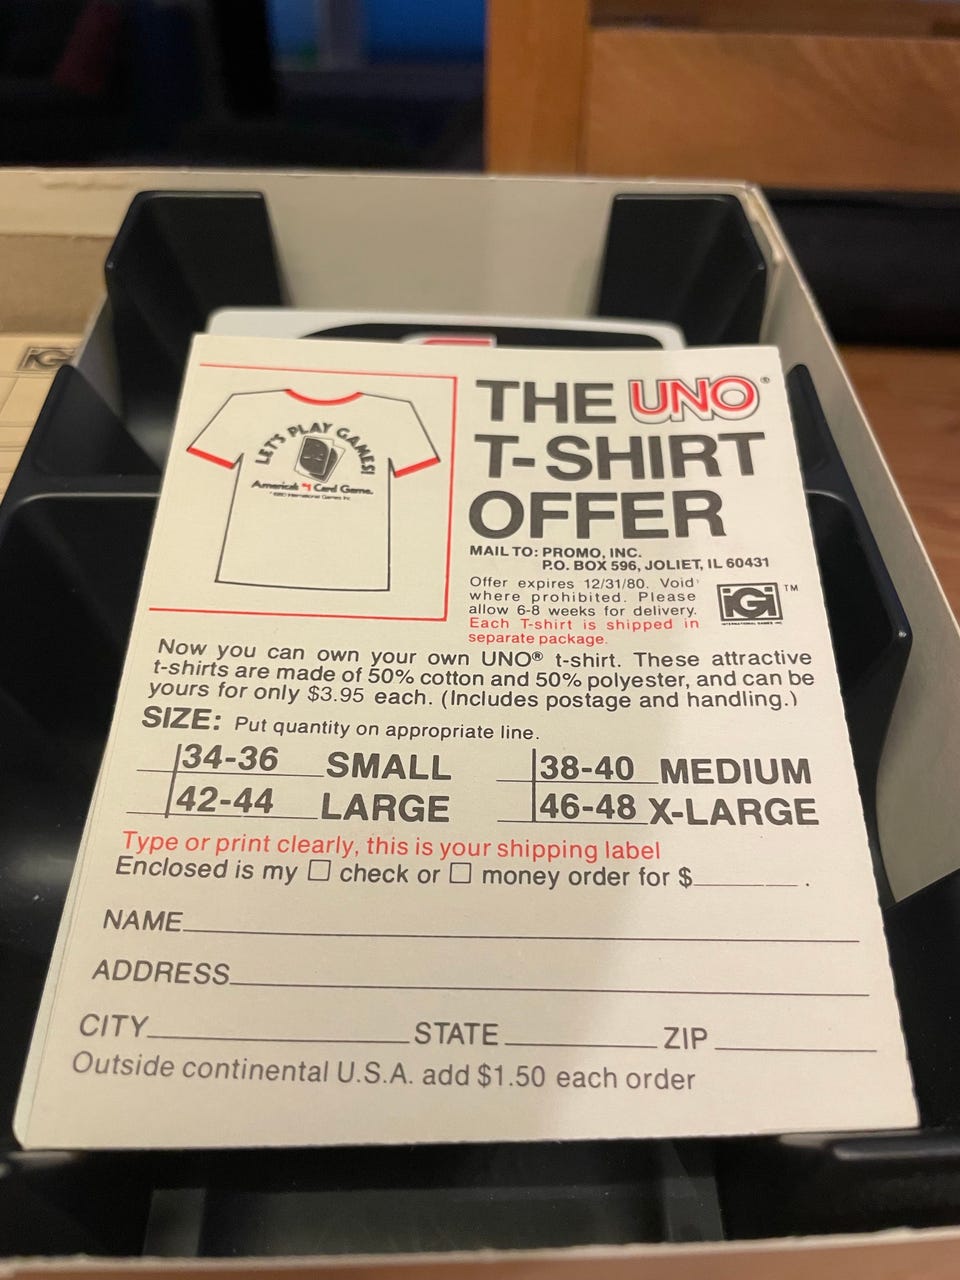 THE UNO®
T-SHIRT
OFFER
LET'S PLAY GAMES!
America's #1 Card Game.
MAIL TO: PROMO, INC.
P.O. BOX 596, JOLIET, IL 60431
Offer expires 12/31/80. Void
where prohibited. Please
allow 6-8 weeks for delivery.
Each T-shirt is shipped in
separate package.
iGi™
INTERNATIONAL GAMES INC.
Now you can own your own UNO® t-shirt. These attractive
t-shirts are made of 50% cotton and 50% polyester, and can be
yours for only $3.95 each. (Includes postage and handling.)
SIZE: Put quantity on appropriate line.
34-36 SMALL 38-40 MEDIUM
42-44 LARGE 46-48 X-LARGE
Type or print clearly, this is your shipping label
Enclosed is my □ check or □ money order for $______.
NAME
ADDRESS
CITY STATE ZIP
Outside continental U.S.A. add $1.50 each order
iGi